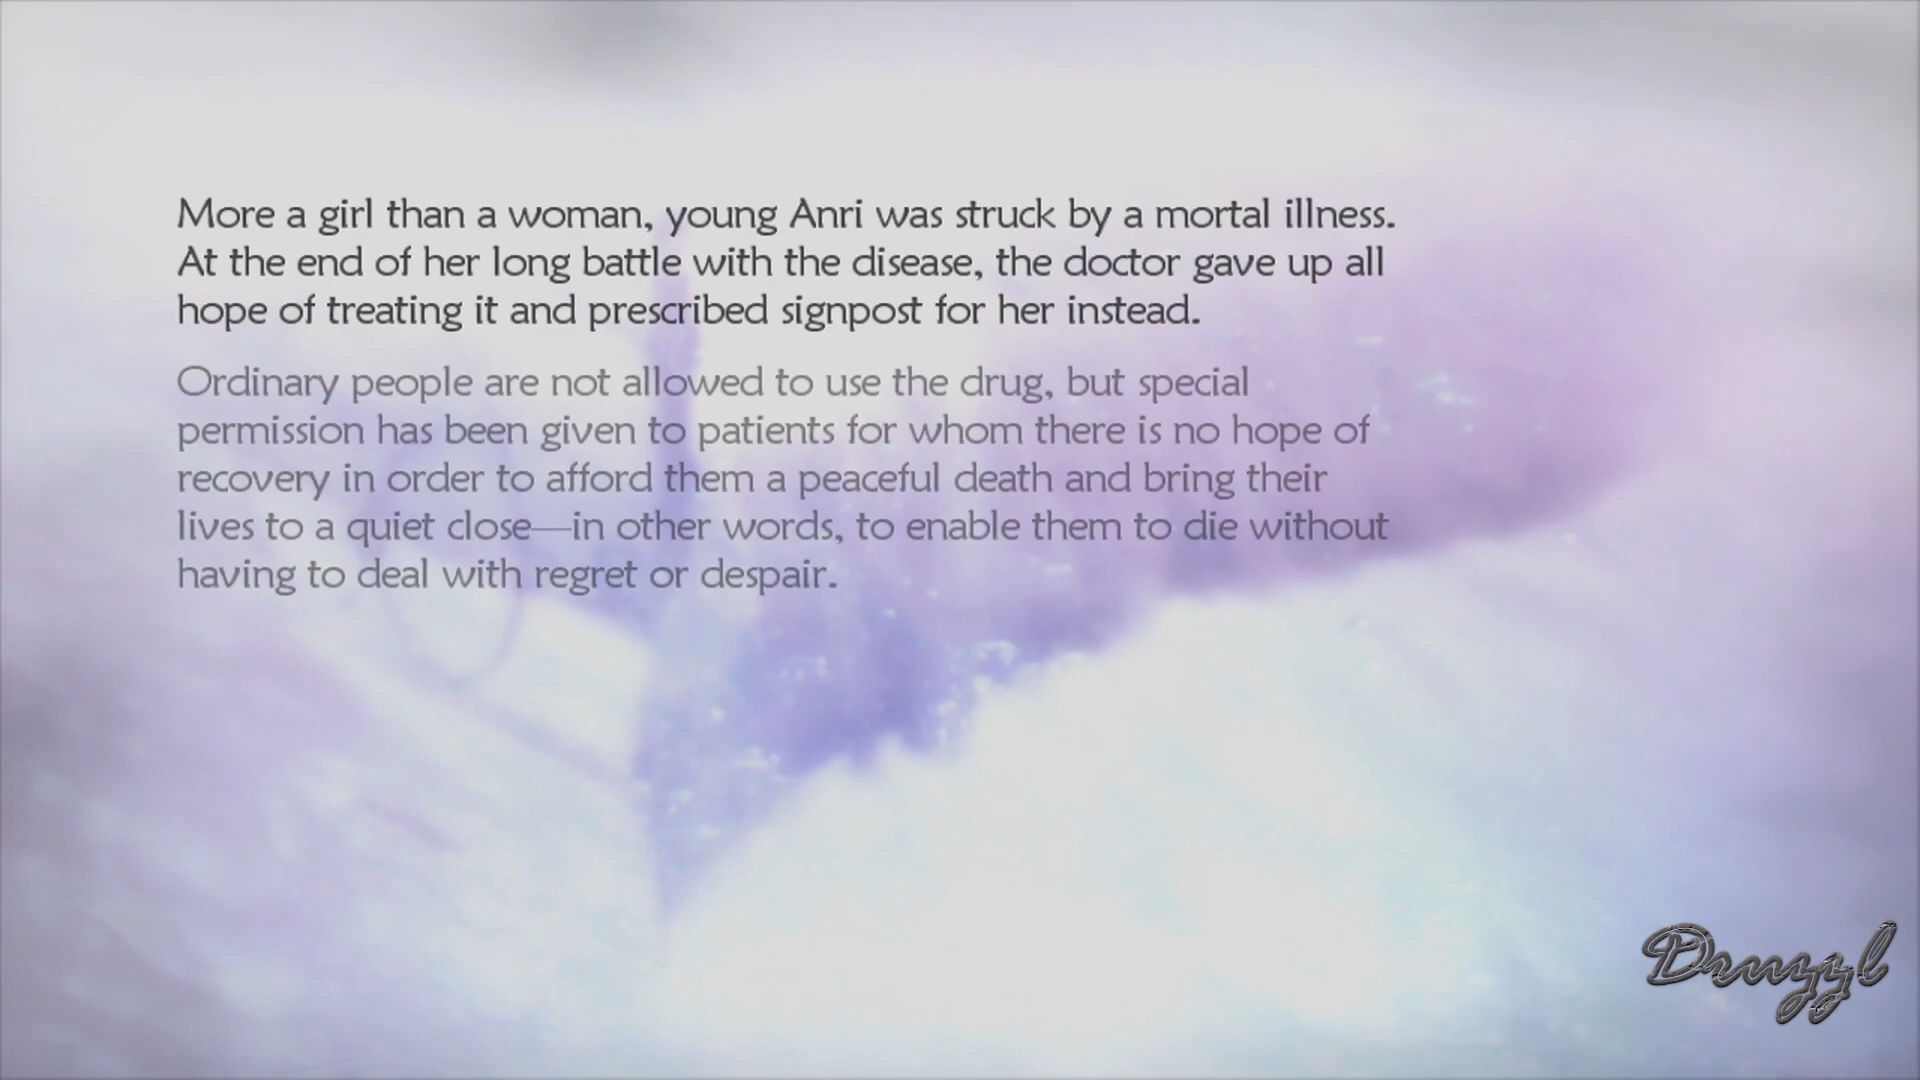 More a girl than a woman, young Anri was struck by a mortal illness.
At the end of her long battle with the disease, the doctor gave up all
hope of treating it and prescribed signpost for her instead.
Ordinary people are not allowed to use the drug, but special
permission has been given to patients for whom there is no hope of
recovery in order to afford them a peaceful death and bring their
lives to a quiet close—in other words, to enable them to die without
having to deal with regret or despair.
Druzzl